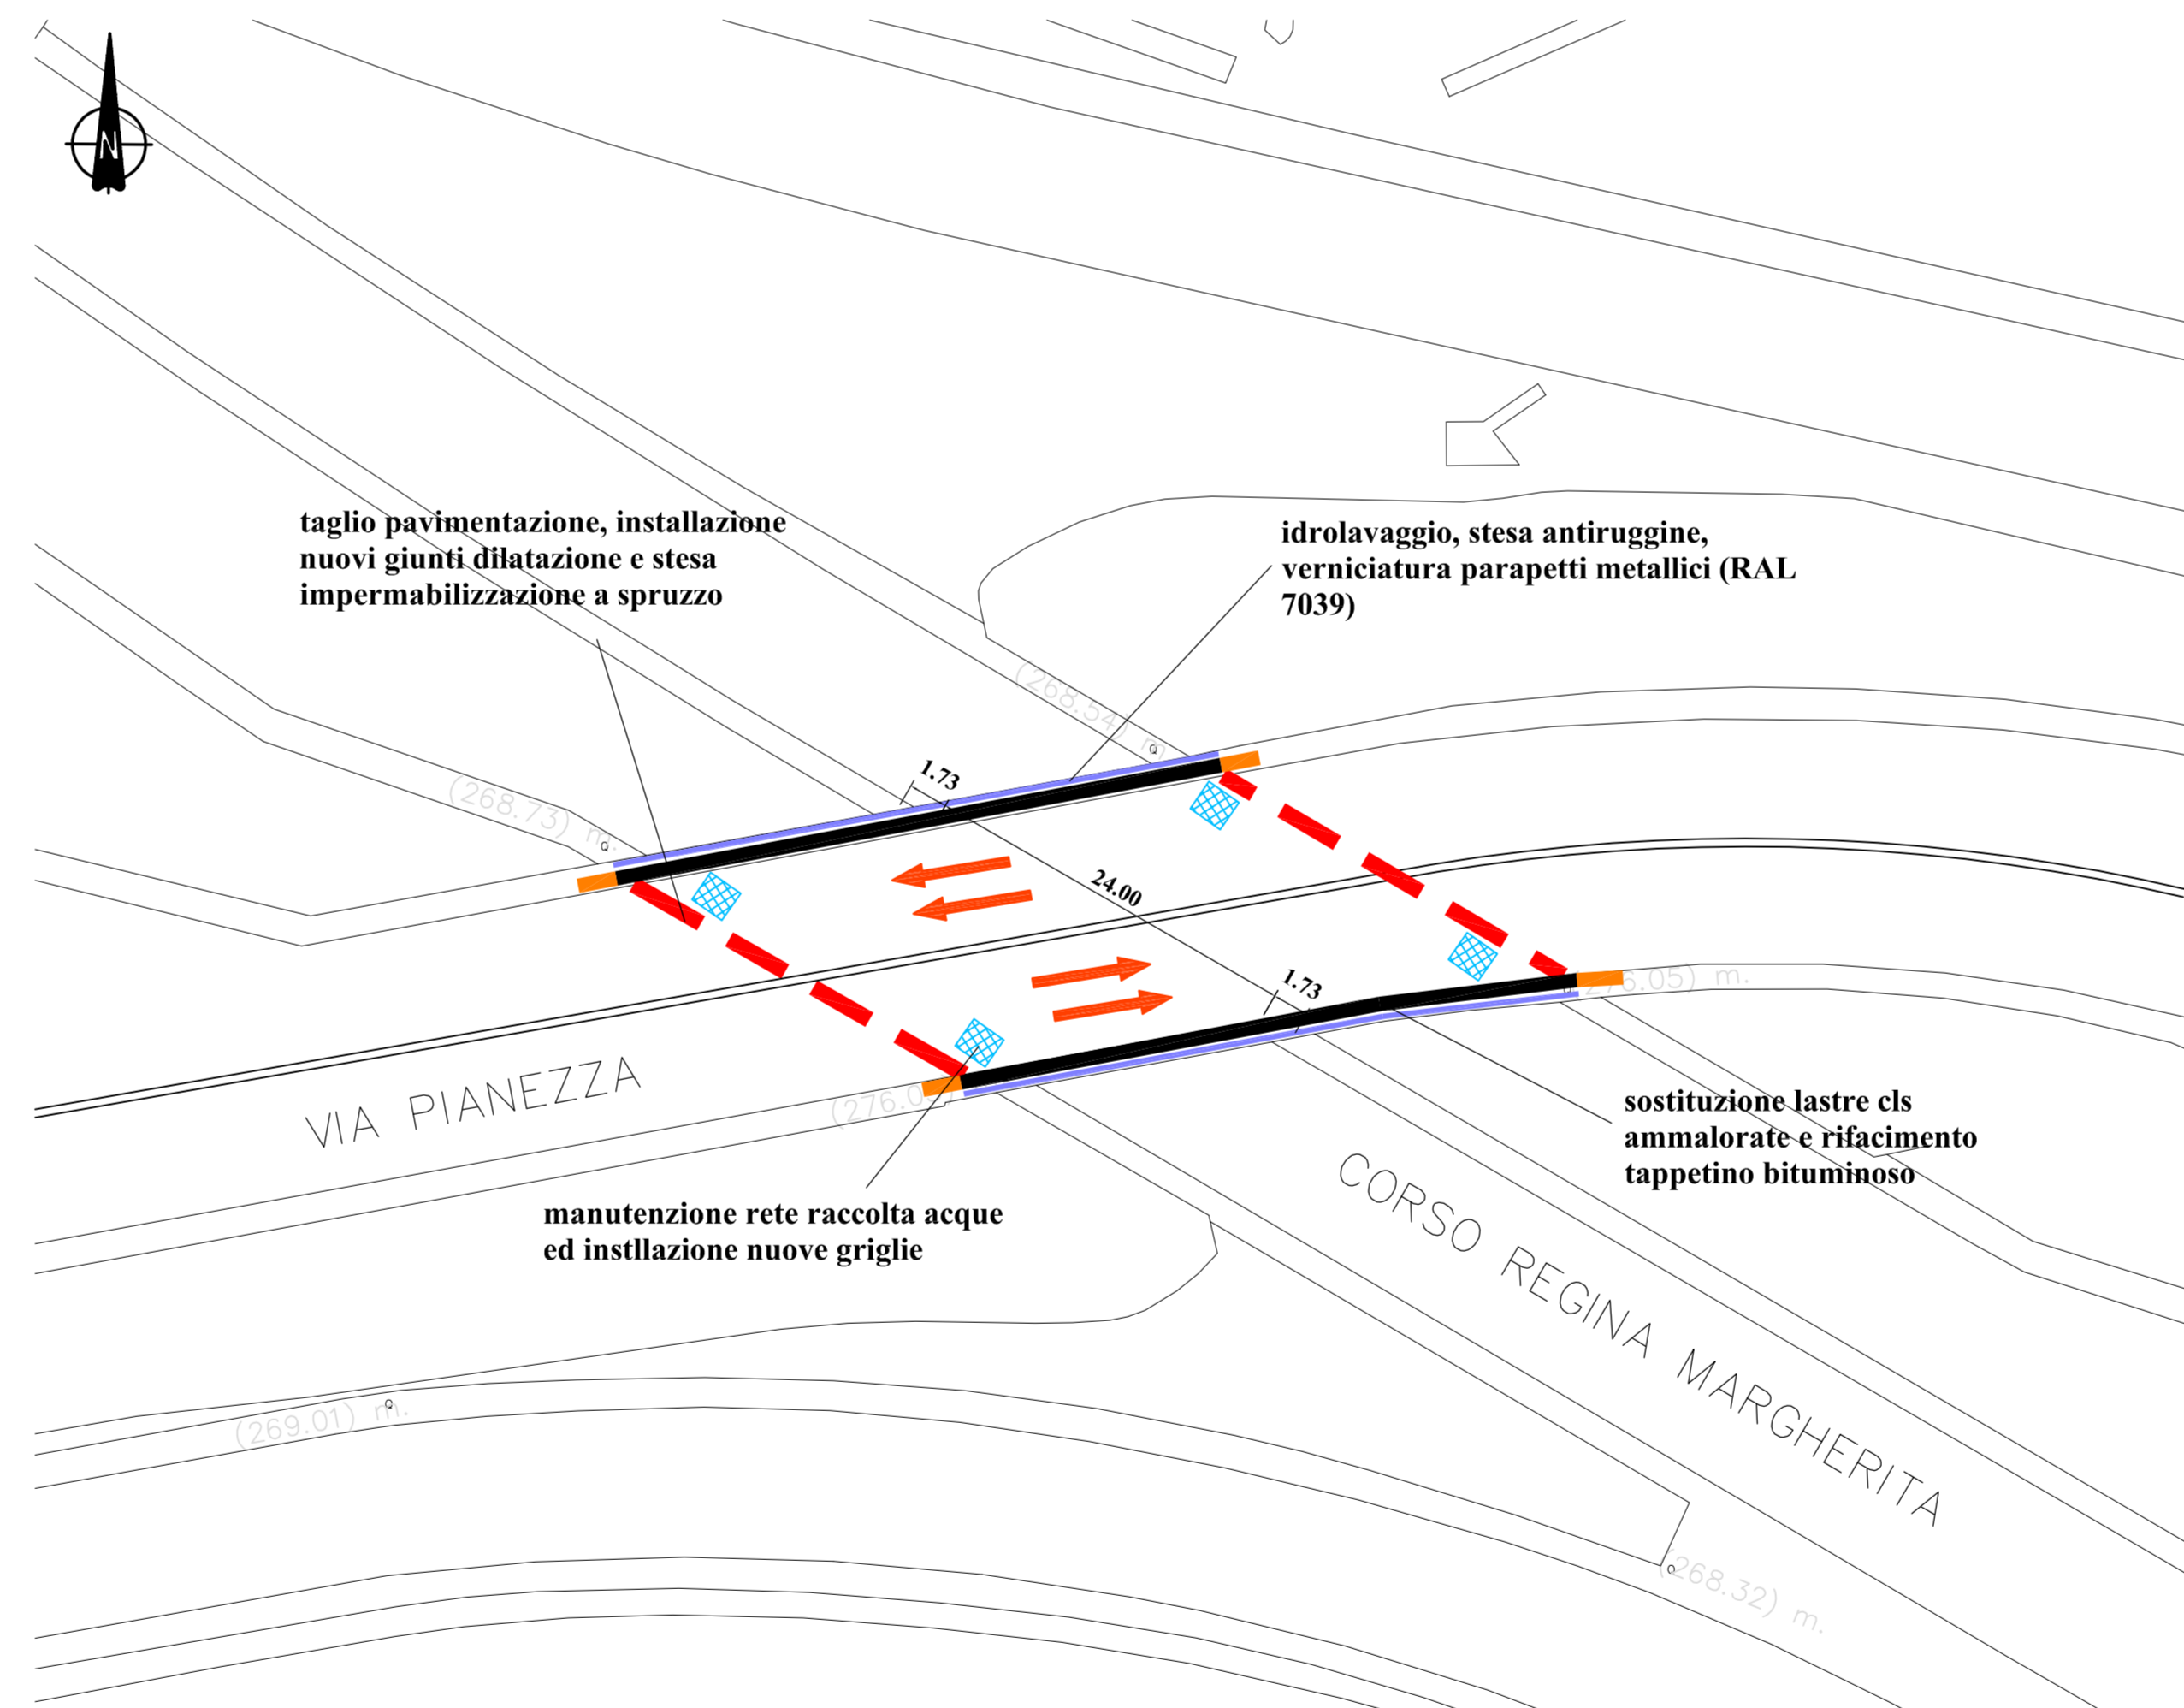 N
taglio pavimentazione, installazione
nuovi giunti dilatazione e stesa
impermabilizzazione a spruzzo
idrolavaggio, stesa antiruggine,
verniciatura parapetti metallici (RAL
7039)
(268.54) m.
1.73
(268.73) m.
24.00
1.73
VIA PIANEZZA
sostituzione lastre cls
ammalorate e rifacimento
tappetino bituminoso
CORSO REGINA MARGHERITA
manutenzione rete raccolta acque
ed instllazione nuove griglie
(269.01) m.
(268.32) m.